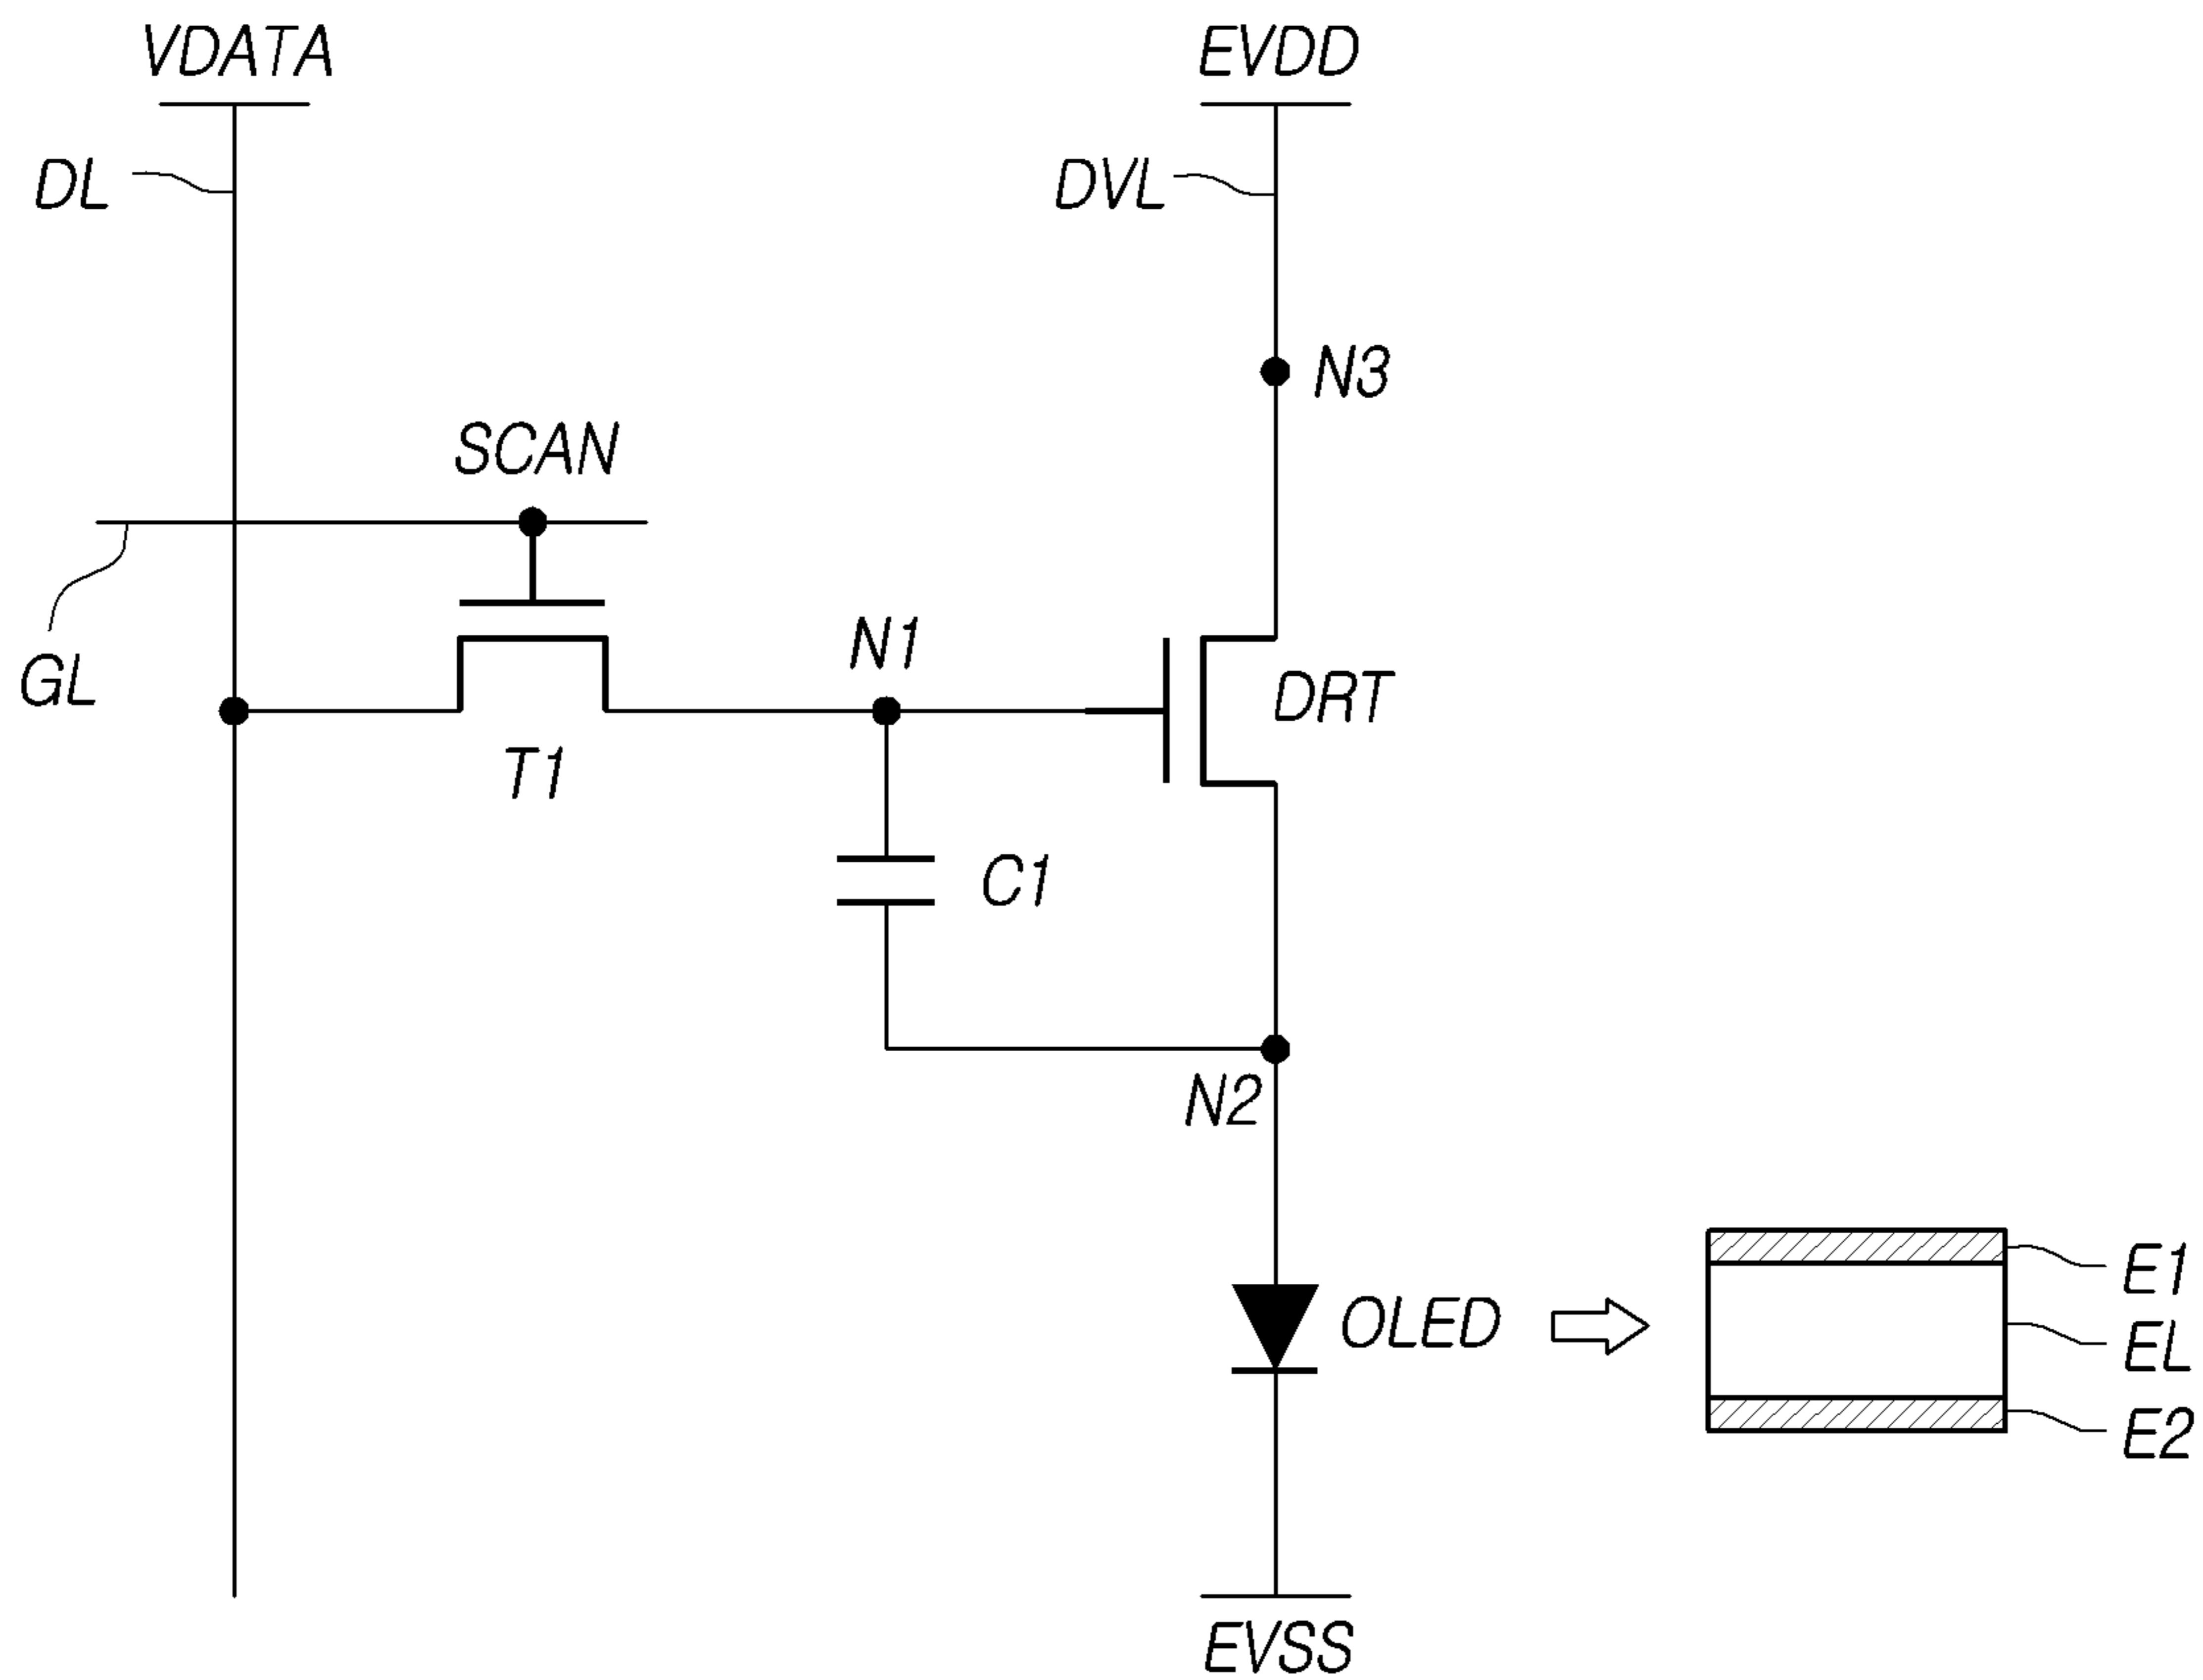 VDATA
EVDD
DL
DVL
N3
SCAN
N1
GL
DRT
T1
C1
N2
E1
OLED
EL
E2
EVSS